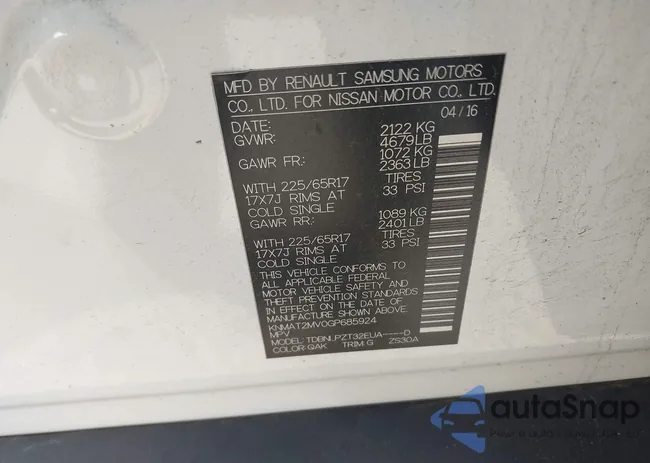 MFD BY RENAULT SAMSUNG MOTORS
CO., LTD. FOR NISSAN MOTOR CO., LTD.
DATE: 04/16
GVWR: 2122 KG
4679 LB
GAWR FR: 1072 KG
2363 LB
WITH 225/65R17 TIRES
17X7J RIMS AT 33 PSI
COLD SINGLE
GAWR RR: 1089 KG
2401 LB
WITH 225/65R17 TIRES
17X7J RIMS AT 33 PSI
COLD SINGLE
THIS VEHICLE CONFORMS TO
ALL APPLICABLE FEDERAL
MOTOR VEHICLE SAFETY AND
THEFT PREVENTION STANDARDS
IN EFFECT ON THE DATE OF
MANUFACTURE SHOWN ABOVE.
KNMAT2MV0GP685924
MPV
MODEL: TDBNLPZT32EUA----D
COLOR: QAK TRIM: G ZS30A
autoSnap